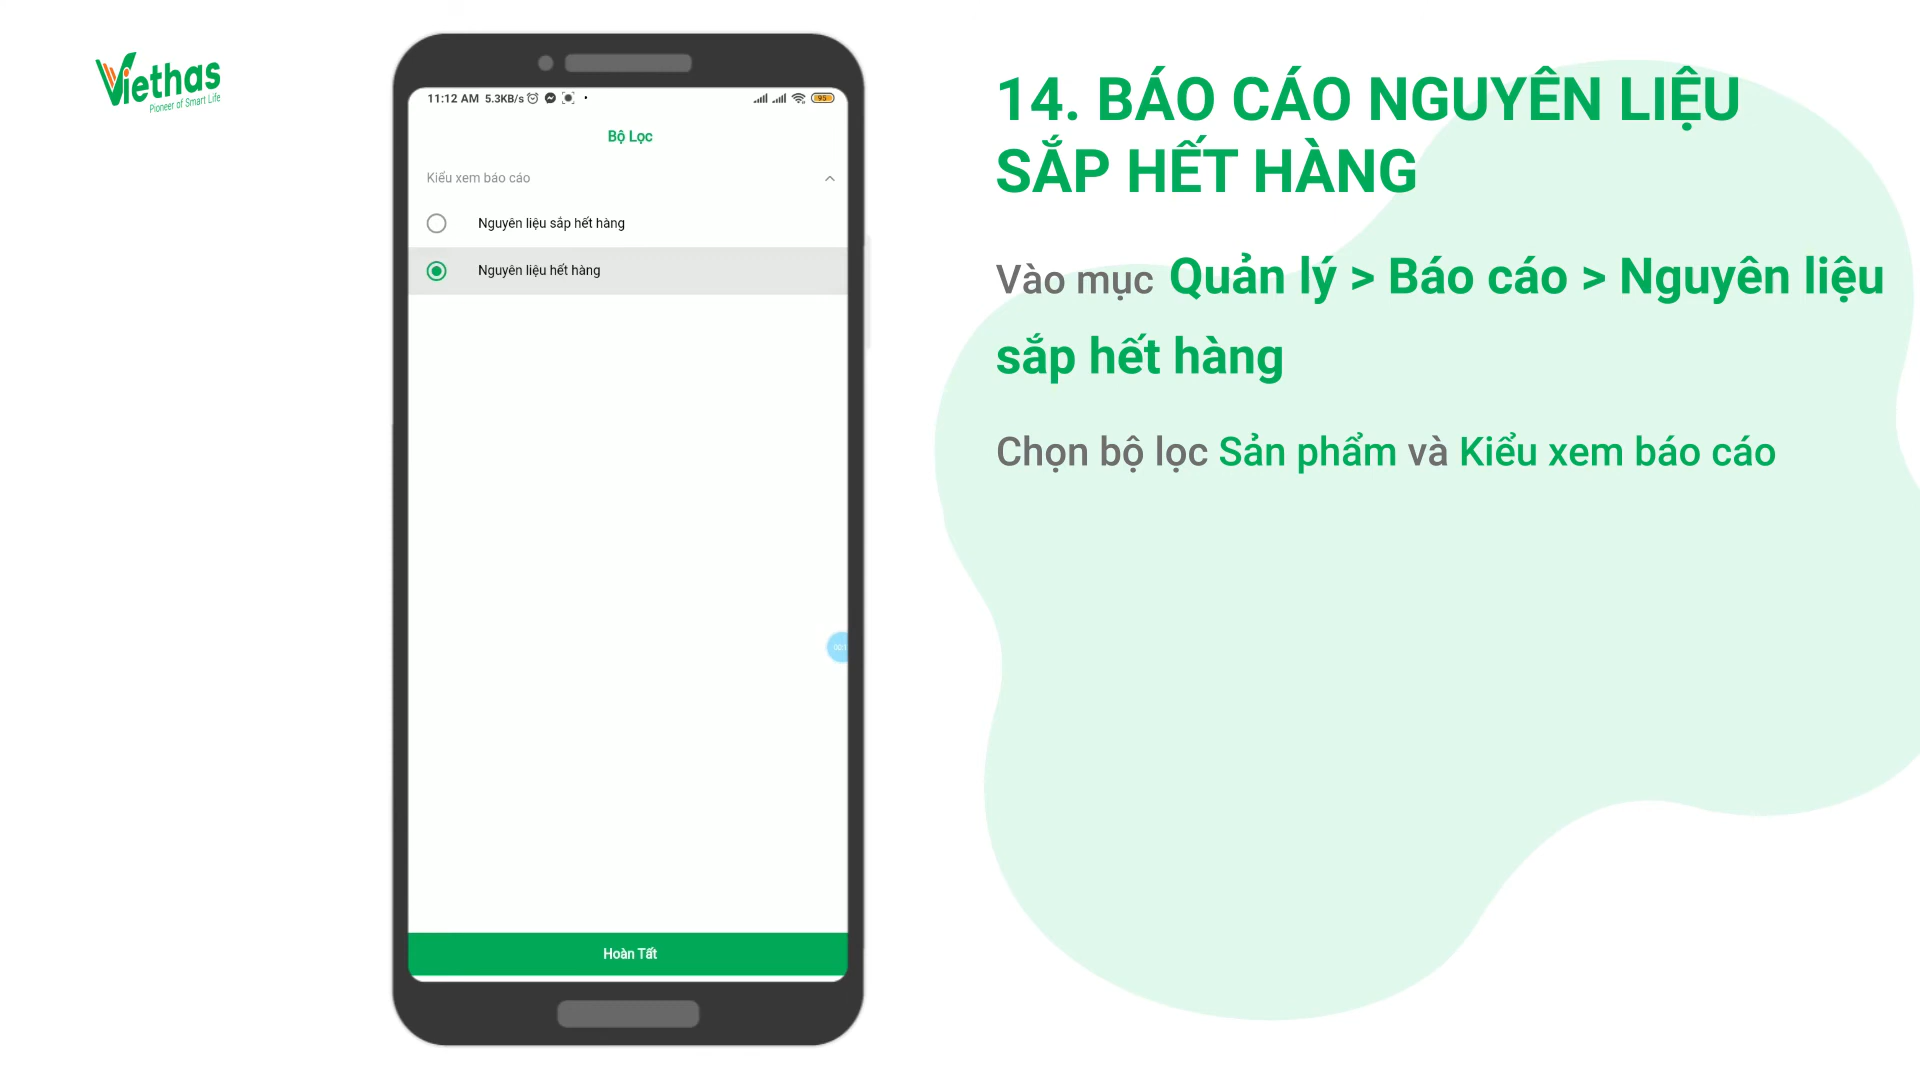 Viethas
Pioneer of Smart Life
11:12 AM 5.3KB/s
95
Bộ Lọc
Kiểu xem báo cáo
Nguyên liệu sắp hết hàng
Nguyên liệu hết hàng
Hoàn Tất
14. BÁO CÁO NGUYÊN LIỆU
SẮP HẾT HÀNG
Vào mục Quản lý > Báo cáo > Nguyên liệu
sắp hết hàng
Chọn bộ lọc Sản phẩm và Kiểu xem báo cáo